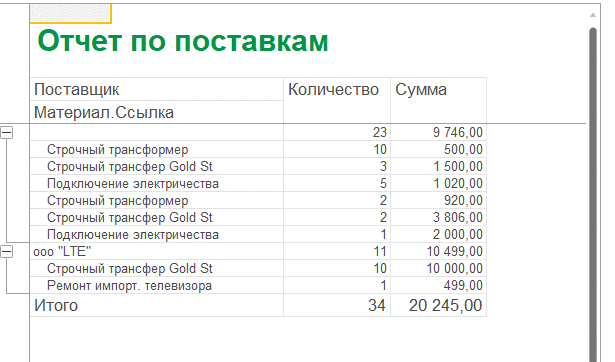 Отчет по поставкам
Поставщик Количество Сумма
Материал.Ссылка
23 9 746,00
Строчный трансформер 10 500,00
Строчный трансфер Gold St 3 1 500,00
Подключение электричества 5 1 020,00
Строчный трансформер 2 920,00
Строчный трансфер Gold St 2 3 806,00
Подключение электричества 1 2 000,00
ооо "LTE" 11 10 499,00
Строчный трансфер Gold St 10 10 000,00
Ремонт импорт. телевизора 1 499,00
Итого 34 20 245,00